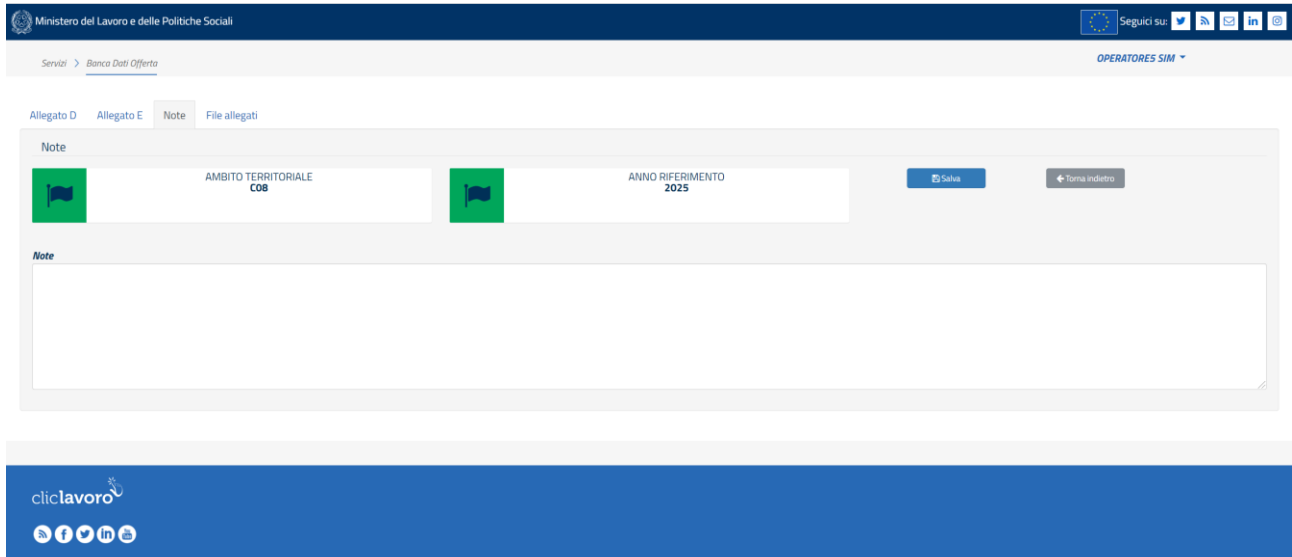 Ministero del Lavoro e delle Politiche Sociali
Seguici su:
Servizi > Banca Dati Offerta
OPERATORE5 SIM
Allegato D Allegato E Note File allegati
Note
AMBITO TERRITORIALE
C08
ANNO RIFERIMENTO
2025
Salva
Torna indietro
Note
cliclavoro